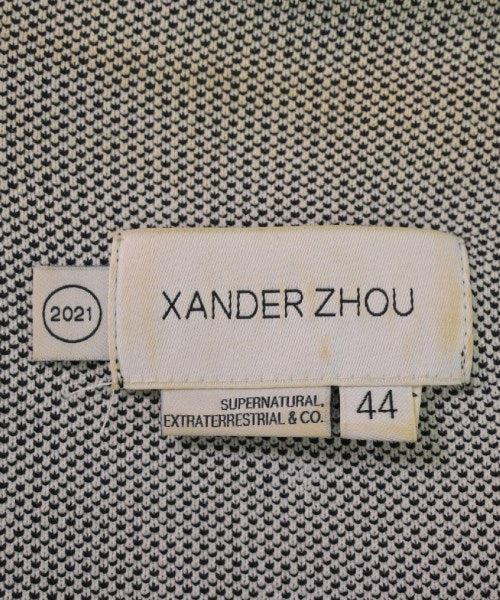 2021
XANDER ZHOU
SUPERNATURAL,
EXTRATERRESTRIAL & CO.
44